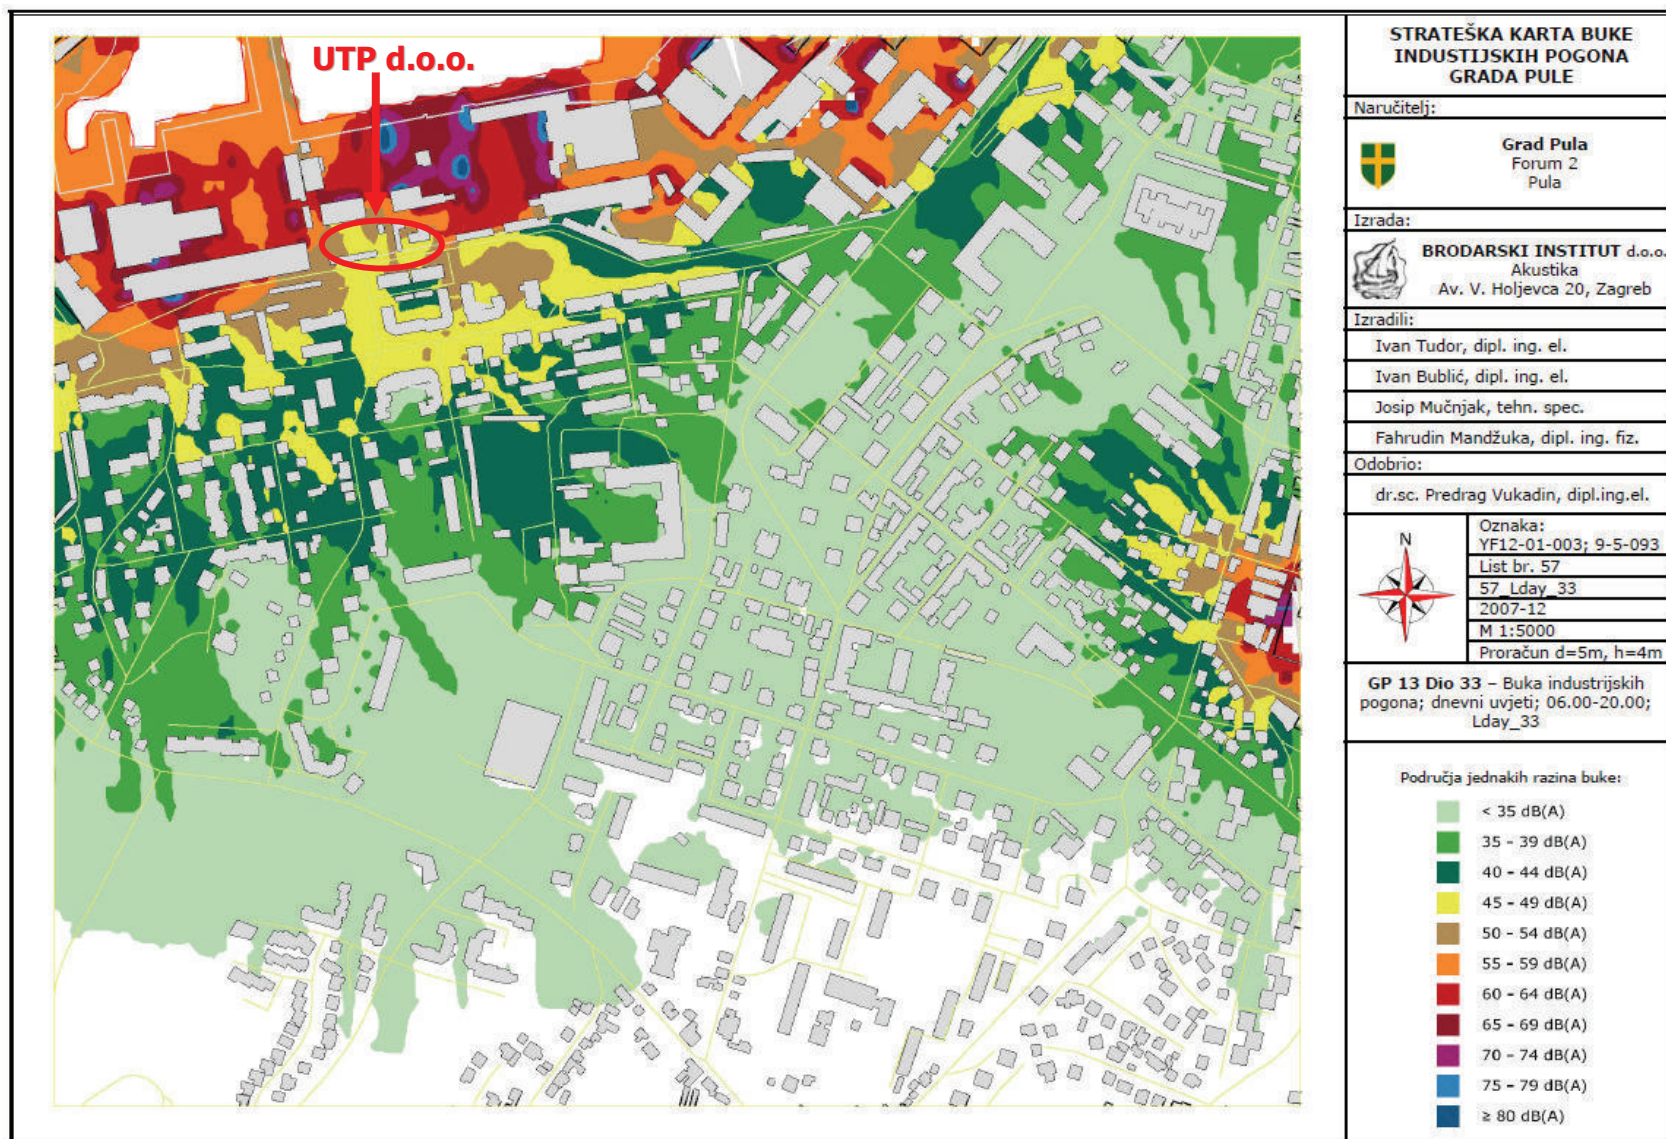 UTP d.o.o.
STRATEŠKA KARTA BUKE
INDUSTIJSKIH POGONA
GRADA PULE
Naručitelj:
Grad Pula
Forum 2
Pula
Izrada:
BRODARSKI INSTITUT d.o.o.
Akustika
Av. V. Holjevca 20, Zagreb
Izradili:
Ivan Tudor, dipl. ing. el.
Ivan Bublić, dipl. ing. el.
Josip Mučnjak, tehn. spec.
Fahrudin Mandžuka, dipl. ing. fiz.
Odobrio:
dr.sc. Predrag Vukadin, dipl.ing.el.
N
Oznaka:
YF12-01-003; 9-5-093
List br. 57
57_Lday_33
2007-12
M 1:5000
Proračun d=5m, h=4m
GP 13 Dio 33 – Buka industrijskih
pogona; dnevni uvjeti; 06.00-20.00;
Lday_33
Područja jednakih razina buke:
< 35 dB(A)
35 – 39 dB(A)
40 – 44 dB(A)
45 – 49 dB(A)
50 – 54 dB(A)
55 – 59 dB(A)
60 – 64 dB(A)
65 – 69 dB(A)
70 – 74 dB(A)
75 – 79 dB(A)
≥ 80 dB(A)